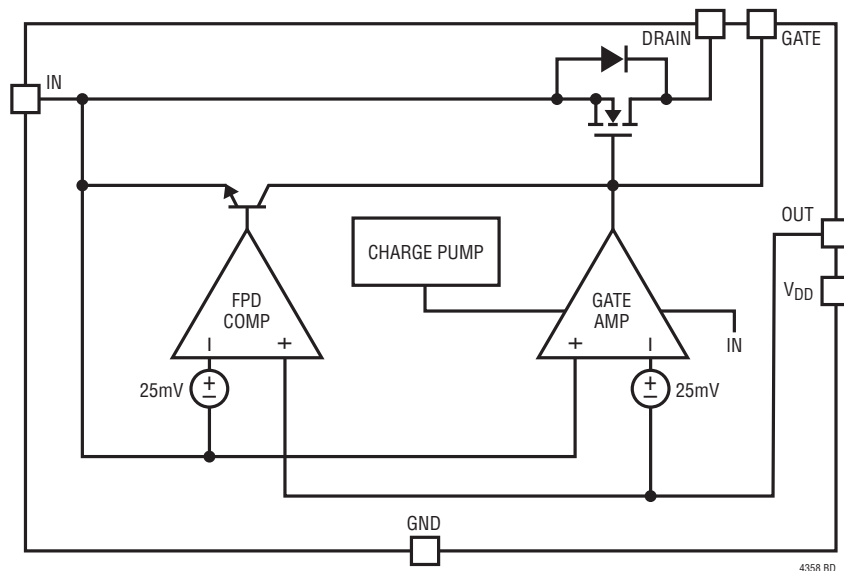 DRAIN
GATE
IN
OUT
CHARGE PUMP
VDD
FPD
COMP
GATE
AMP
IN
– +
+ –
+
–
25mV
+
–
25mV
GND
4358 BD